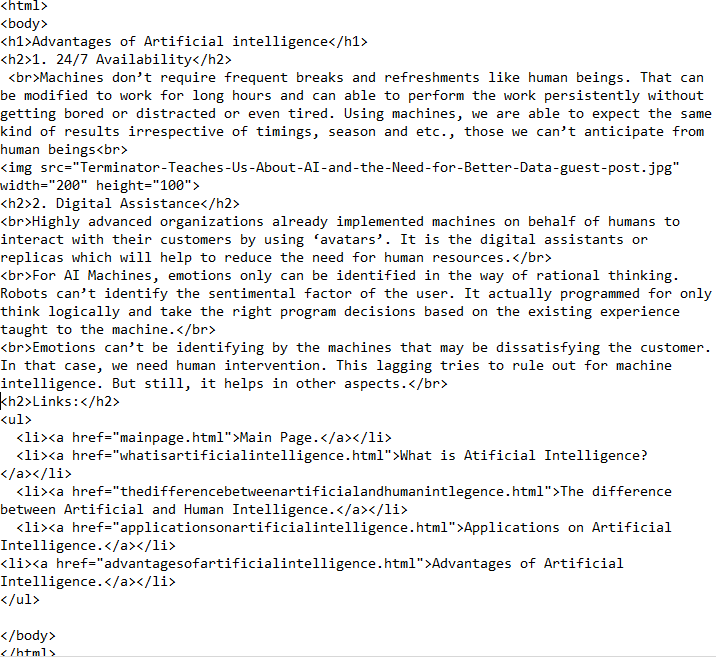 <html>
<body>
<h1>Advantages of Artificial intelligence</h1>
<h2>1. 24/7 Availability</h2>
 <br>Machines don’t require frequent breaks and refreshments like human beings. That can
be modified to work for long hours and can able to perform the work persistently without
getting bored or distracted or even tired. Using machines, we are able to expect the same
kind of results irrespective of timings, season and etc., those we can’t anticipate from
human beings<br>
<img src="Terminator-Teaches-Us-About-AI-and-the-Need-for-Better-Data-guest-post.jpg"
width="200" height="100">
<h2>2. Digital Assistance</h2>
<br>Highly advanced organizations already implemented machines on behalf of humans to
interact with their customers by using ‘avatars’. It is the digital assistants or
replicas which will help to reduce the need for human resources.</br>
<br>For AI Machines, emotions only can be identified in the way of rational thinking.
Robots can’t identify the sentimental factor of the user. It actually programmed for only
think logically and take the right program decisions based on the existing experience
taught to the machine.</br>
<br>Emotions can’t be identifying by the machines that may be dissatisfying the customer.
In that case, we need human intervention. This lagging tries to rule out for machine
intelligence. But still, it helps in other aspects.</br>
<h2>Links:</h2>
<ul>
  <li><a href="mainpage.html">Main Page.</a></li>
  <li><a href="whatisartificialintelligence.html">What is Atificial Intelligence?
</a></li>
  <li><a href="thedifferencebetweenartificialandhumanintlegence.html">The difference
between Artificial and Human Intelligence.</a></li>
  <li><a href="applicationsonartificialintelligence.html">Applications on Artificial
Intelligence.</a></li>
<li><a href="advantagesofartificialintelligence.html">Advantages of Artificial
Intelligence.</a></li>
</ul>

</body>
</html>